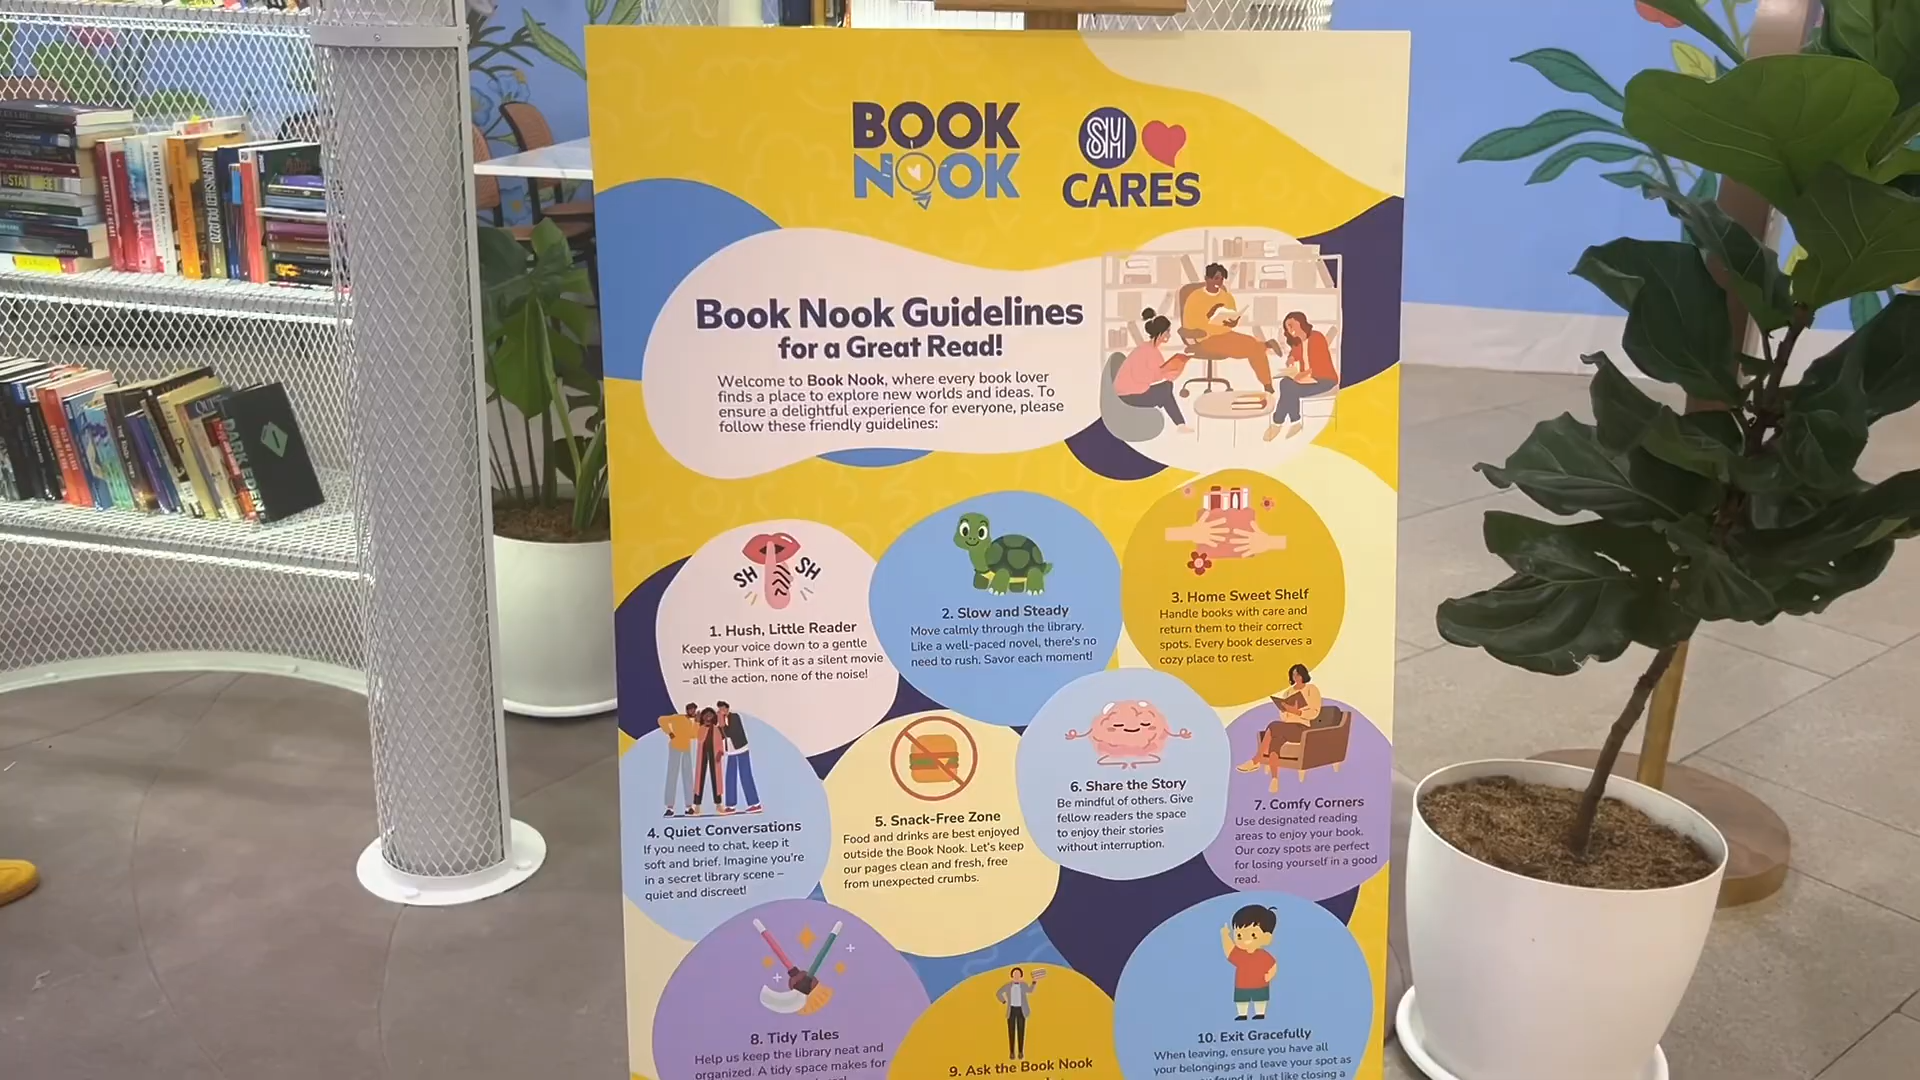 BOOK
NOOK
SM
CARES
Book Nook Guidelines
for a Great Read!
Welcome to Book Nook, where every book lover
finds a place to explore new worlds and ideas. To
ensure a delightful experience for everyone, please
follow these friendly guidelines:
SH SH
1. Hush, Little Reader
Keep your voice down to a gentle
whisper. Think of it as a silent movie
– all the action, none of the noise!
2. Slow and Steady
Move calmly through the library.
Like a well-paced novel, there's no
need to rush. Savor each moment!
3. Home Sweet Shelf
Handle books with care and
return them to their correct
spots. Every book deserves a
cozy place to rest.
4. Quiet Conversations
If you need to chat, keep it
soft and brief. Imagine you're
in a secret library scene –
quiet and discreet!
5. Snack-Free Zone
Food and drinks are best enjoyed
outside the Book Nook. Let's keep
our pages clean and fresh, free
from unexpected crumbs.
6. Share the Story
Be mindful of others. Give
fellow readers the space
to enjoy their stories
without interruption.
7. Comfy Corners
Use designated reading
areas to enjoy your book.
Our cozy spots are perfect
for losing yourself in a good
read.
8. Tidy Tales
Help us keep the library neat and
organized. A tidy space makes for
9. Ask the Book Nook
10. Exit Gracefully
When leaving, ensure you have all
your belongings and leave your spot as
found it. Just like closing a
DARK EDEN